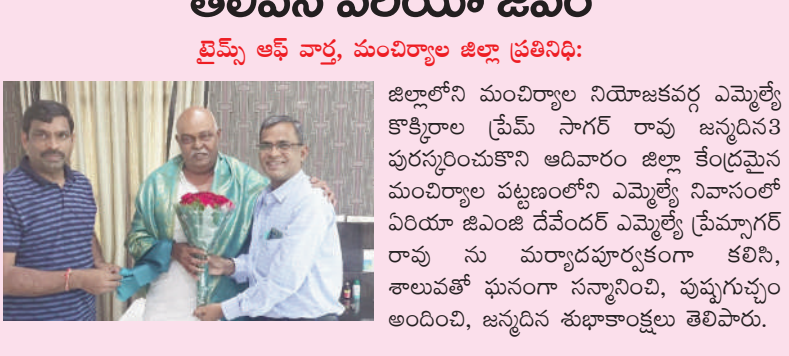 టైమ్స్ ఆఫ్ వార్త, మంచిర్యాల జిల్లా ప్రతినిధి:
జిల్లాలోని మంచిర్యాల నియోజకవర్గ ఎమ్మెల్యే
కొక్కిరాల ప్రేమ్ సాగర్ రావు జన్మదిన3
పురస్కరించుకొని ఆదివారం జిల్లా కేంద్రమైన
మంచిర్యాల పట్టణంలోని ఎమ్మెల్యే నివాసంలో
ఏరియా జిఎంజి దేవేందర్ ఎమ్మెల్యే ప్రేమ్సాగర్
రావు ను మర్యాదపూర్వకంగా కలిసి,
శాలువతో ఘనంగా సన్మానించి, పుష్పగుచ్ఛం
అందించి, జన్మదిన శుభాకాంక్షలు తెలిపారు.